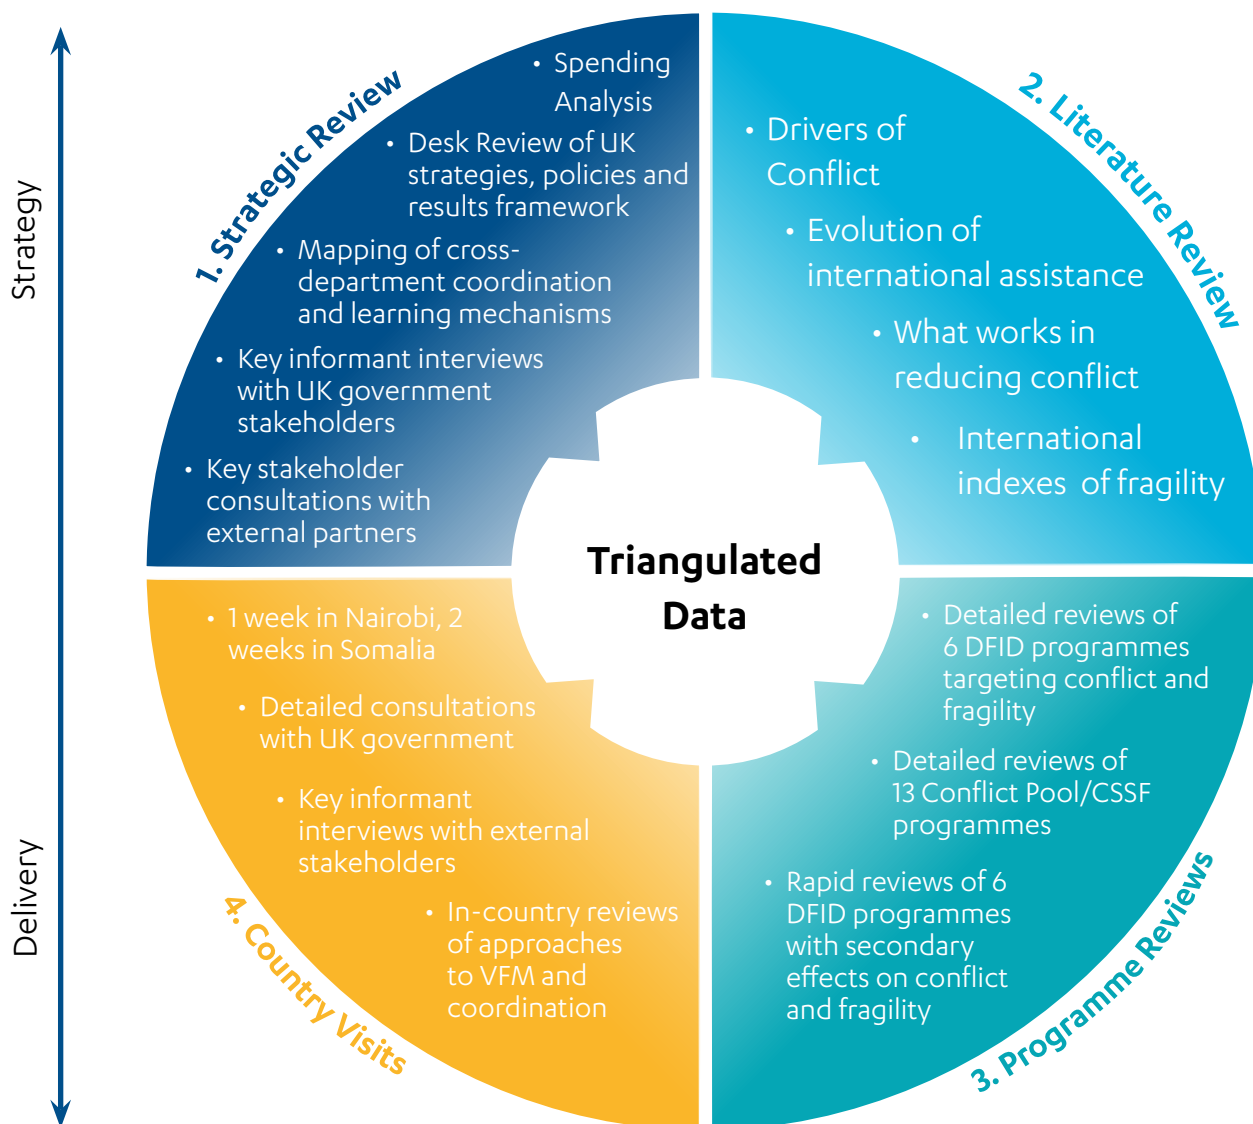 Strategy
Delivery
1. Strategic Review
• Spending
Analysis
• Desk Review of UK
strategies, policies and
results framework
• Mapping of cross-
department coordination
and learning mechanisms
• Key informant interviews
with UK government
stakeholders
• Key stakeholder
consultations with
external partners
2. Literature Review
• Drivers of
Conflict
• Evolution of
international assistance
• What works in
reducing conflict
• International
indexes of fragility
Triangulated
Data
• Detailed reviews of
6 DFID programmes
targeting conflict and
fragility
• Detailed reviews of
13 Conflict Pool/CSSF
programmes
• Rapid reviews of 6
DFID programmes
with secondary
effects on conflict
and fragility
3. Programme Reviews
• 1 week in Nairobi, 2
weeks in Somalia
• Detailed consultations
with UK government
• Key informant
interviews with external
stakeholders
• In-country reviews
of approaches
to VFM and
coordination
4. Country Visits